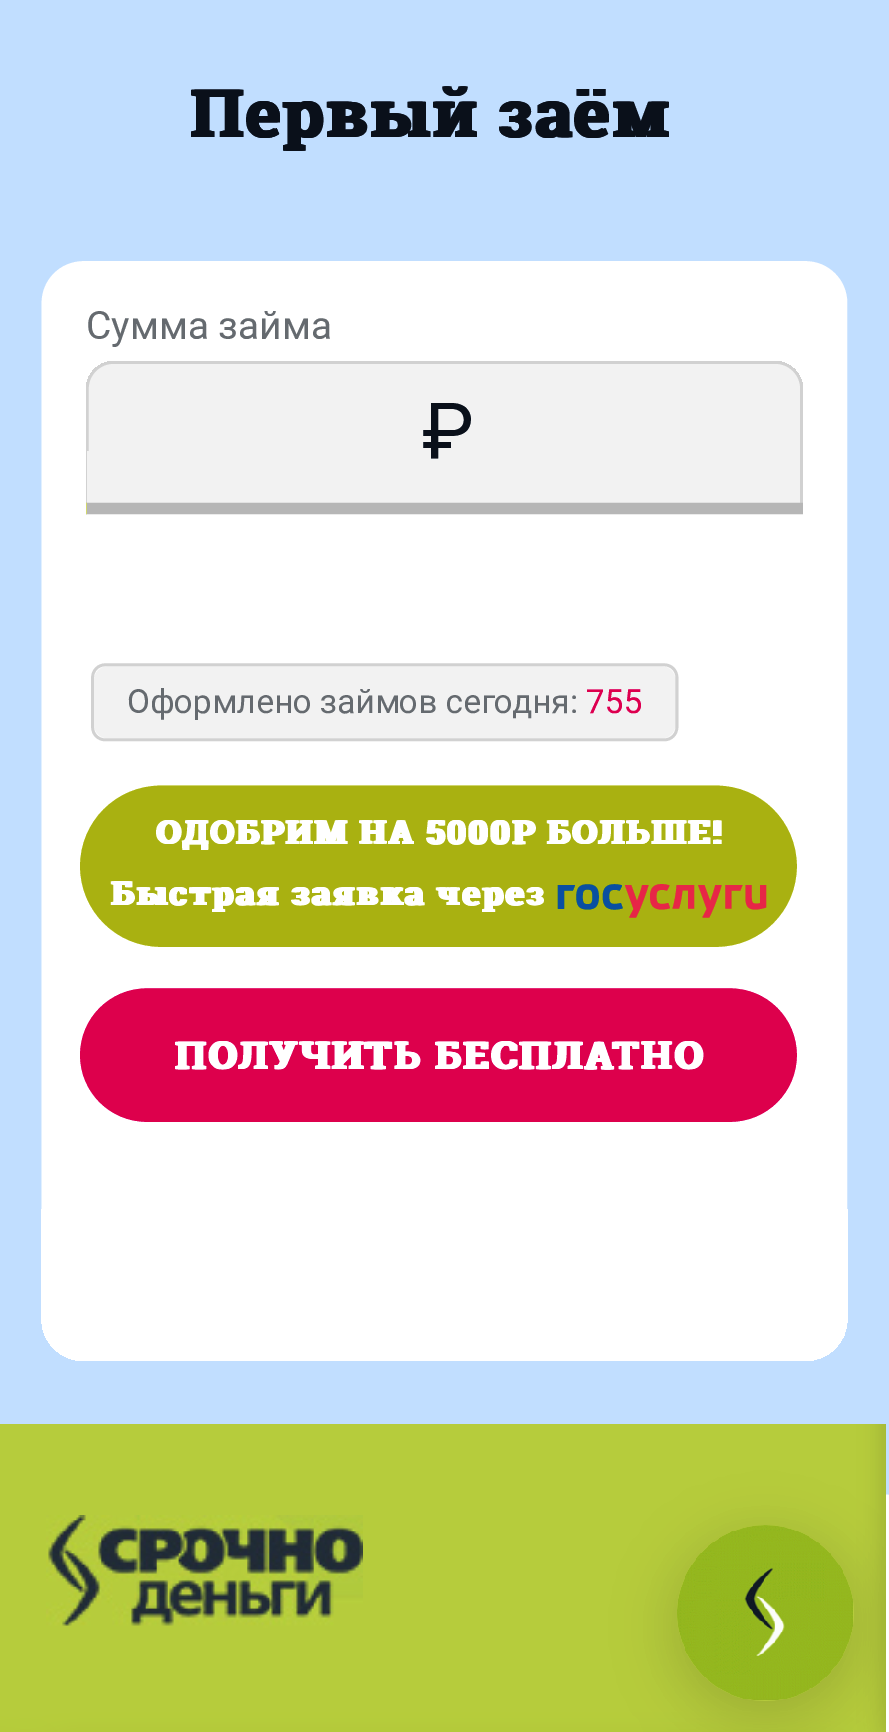 Первый заём
Сумма займа
₽
Оформлено займов сегодня: 755
ОДОБРИМ НА 5000Р БОЛЬШЕ!
Быстрая заявка через госуслуги
ПОЛУЧИТЬ БЕСПЛАТНО
СРОЧНО
деньги